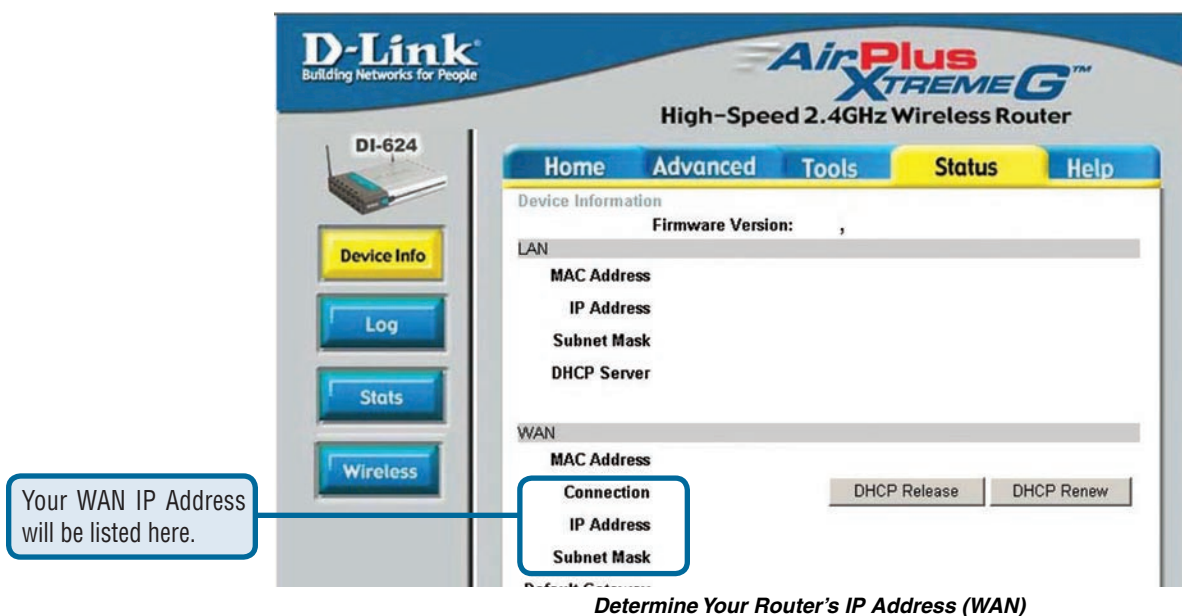 D-Link
Building Networks for People
AirPlus
XTREME G™
High-Speed 2.4GHz Wireless Router
DI-624
Home Advanced Tools Status Help
Device Information
Firmware Version: ,
Device Info
LAN
MAC Address
IP Address
Log
Subnet Mask
DHCP Server
Stats
WAN
MAC Address
Wireless
Connection DHCP Release DHCP Renew
Your WAN IP Address
will be listed here.
IP Address
Subnet Mask
Determine Your Router's IP Address (WAN)